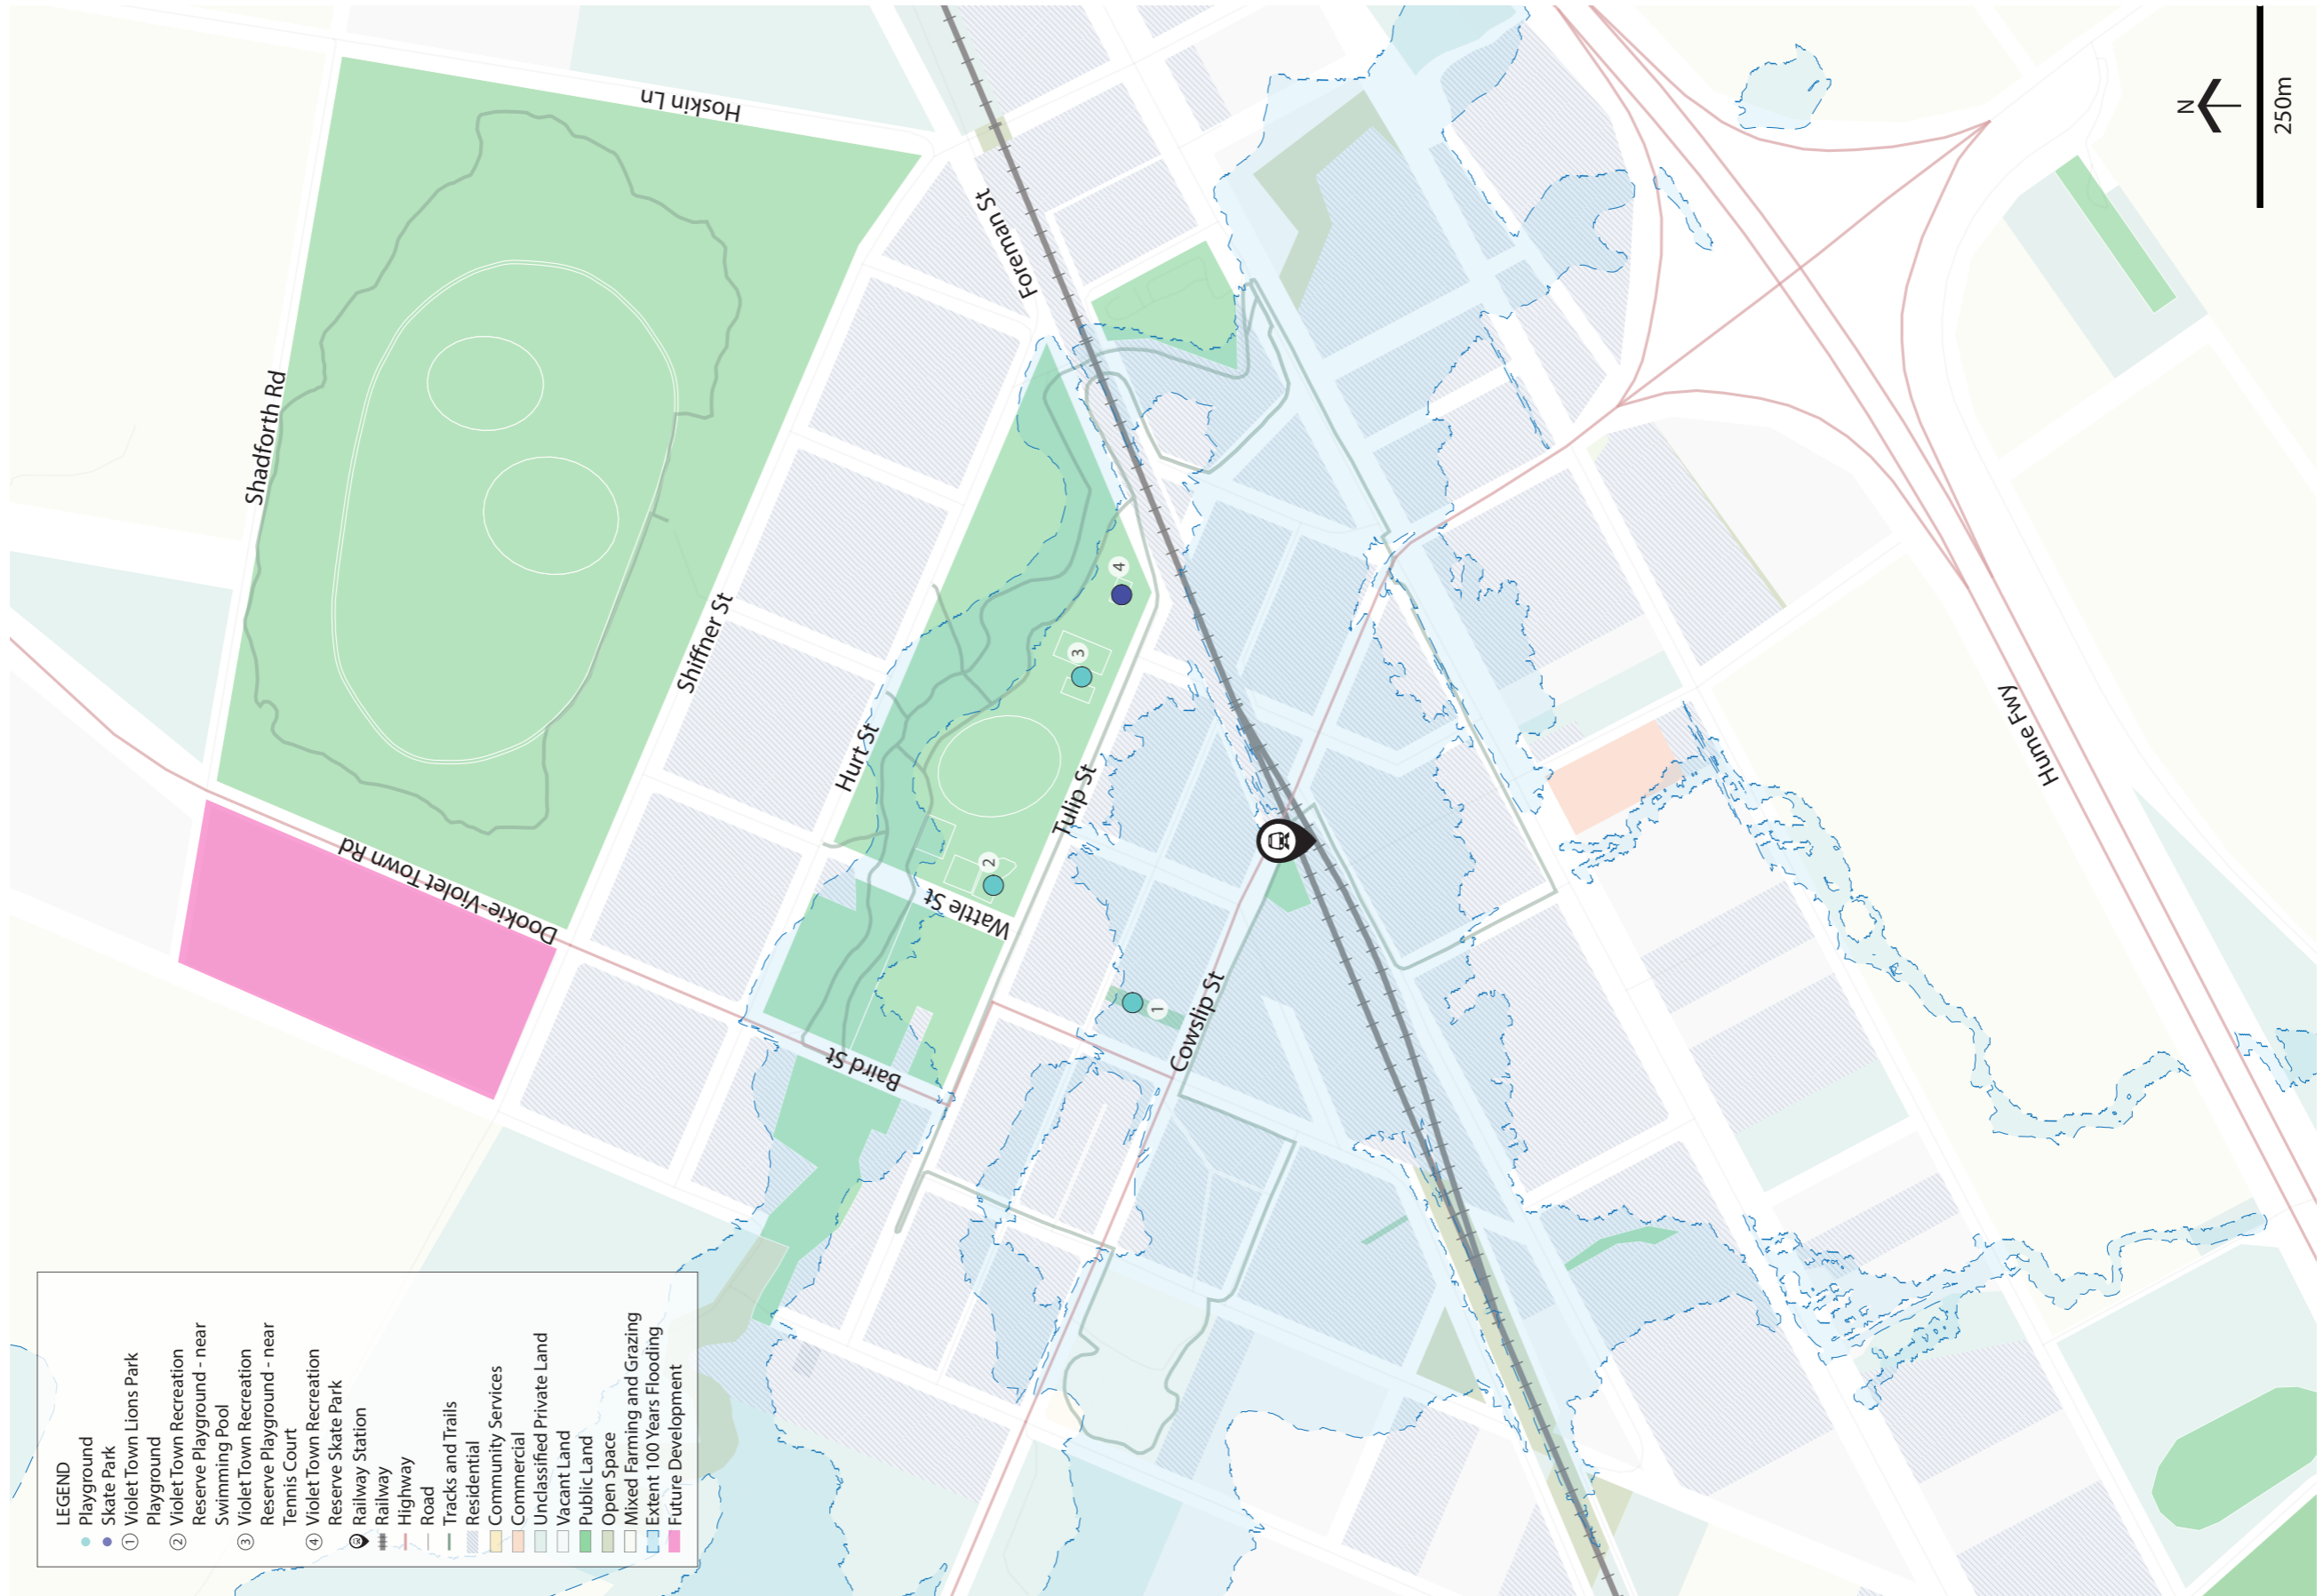 LEGEND
Playground
Skate Park
1 Violet Town Lions Park
Playground
2 Violet Town Recreation
Reserve Playground - near
Swimming Pool
3 Violet Town Recreation
Reserve Playground - near
Tennis Court
4 Violet Town Recreation
Reserve Skate Park
Railway Station
Railway
Highway
Road
Tracks and Trails
Residential
Community Services
Commercial
Unclassified Private Land
Vacant Land
Public Land
Open Space
Mixed Farming and Grazing
Extent 100 Years Flooding
Future Development
Shadforth Rd
Hoskin Ln
Dookie-Violet Town Rd
Shiffner St
Foreman St
Hurt St
Wattle St
Baird St
Tulip St
Cowslip St
Hume Fwy
1
2
3
4
N
250m